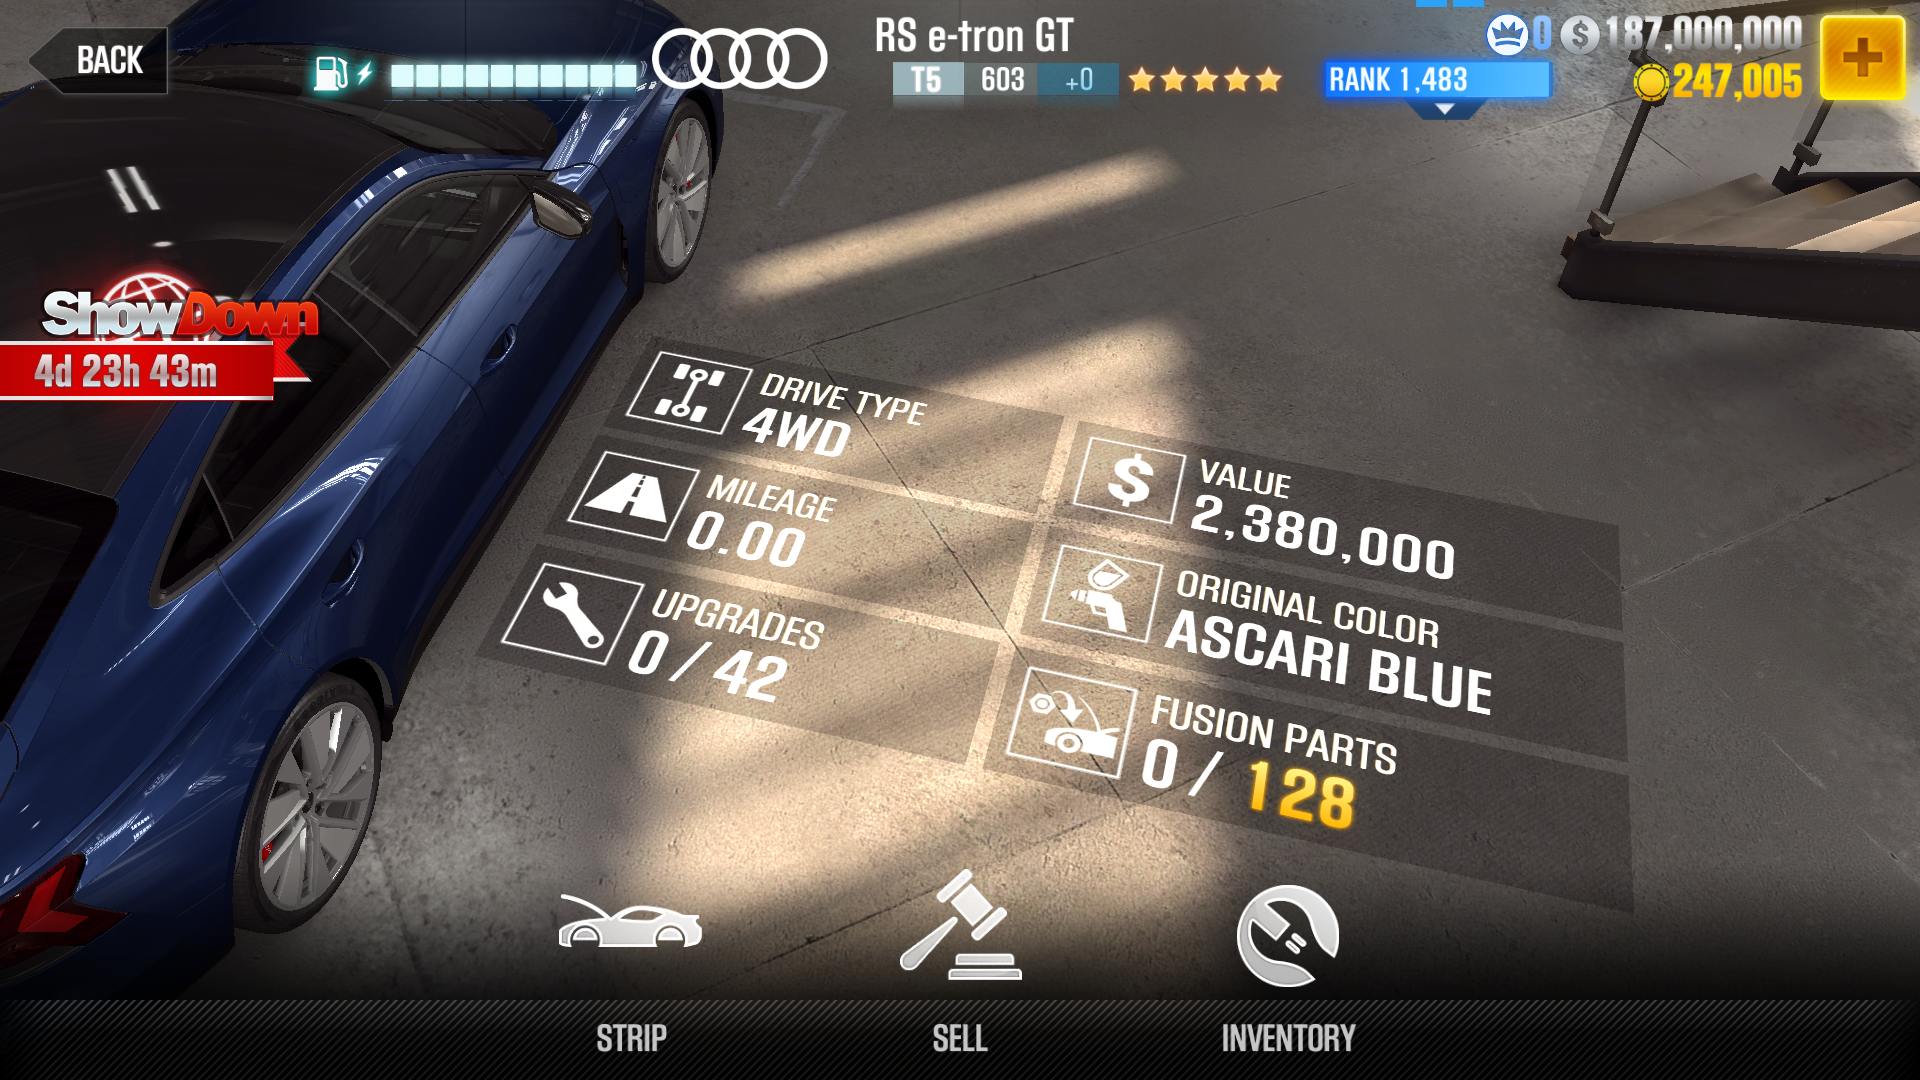 BACK
RS e-tron GT
T5 603 +0
RANK 1,483
0
$ 187,000,000
247,005
+
ShowDown
4d 23h 43m
DRIVE TYPE
4WD
MILEAGE
0.00
UPGRADES
0 / 42
$ VALUE
2,380,000
ORIGINAL COLOR
ASCARI BLUE
FUSION PARTS
0 / 128
STRIP
SELL
INVENTORY